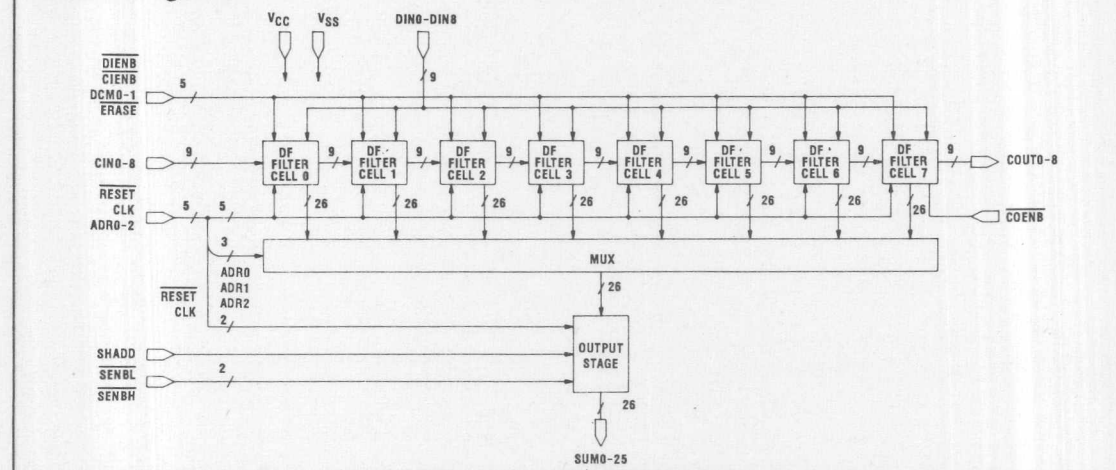 VCC VSS DIN0-DIN8
DIENB
CIENB
DCM0-1
ERASE
5
9
CIN0-8
9
DF FILTER CELL 0
9
DF FILTER CELL 1
9
DF FILTER CELL 2
9
DF FILTER CELL 3
9
DF FILTER CELL 4
9
DF FILTER CELL 5
9
DF FILTER CELL 6
9
DF FILTER CELL 7
9
COUT0-8
RESET
CLK
ADR0-2
5
5
26
26
26
26
26
26
26
26
COENB
3
ADR0
ADR1
ADR2
MUX
26
RESET
CLK
2
SHADD
SENBL
SENBH
2
OUTPUT
STAGE
26
SUM0-25